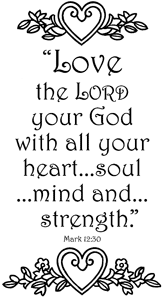 “Love
the LORD
your God
with all your
heart...soul
...mind and...
strength.”
Mark 12:30